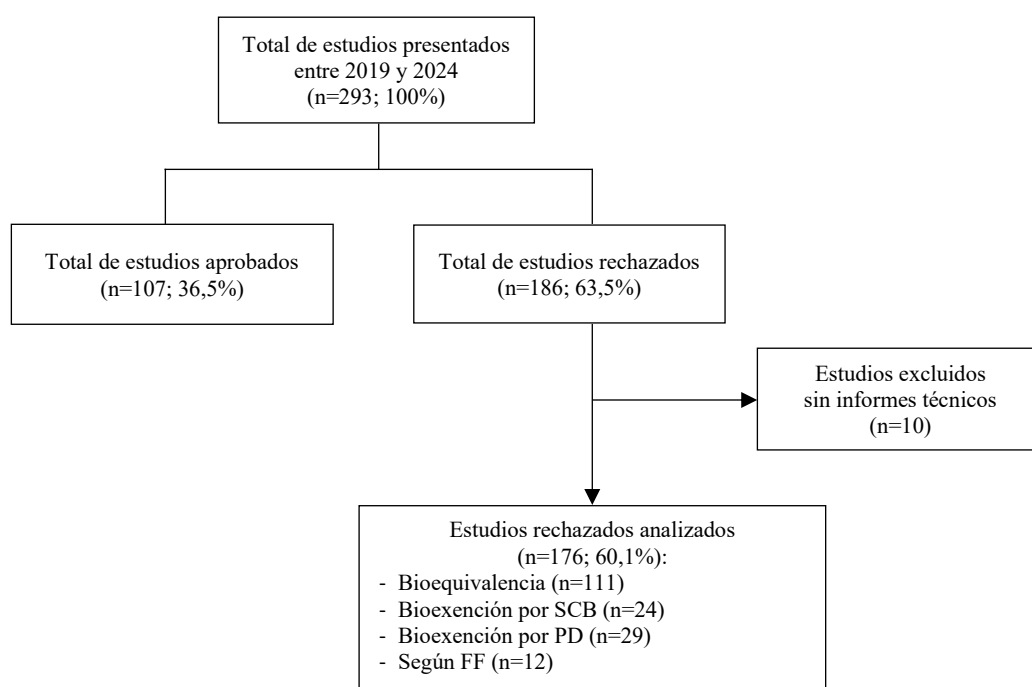 Total de estudios presentados
entre 2019 y 2024
(n=293; 100%)
Total de estudios aprobados
(n=107; 36,5%)
Total de estudios rechazados
(n=186; 63,5%)
Estudios excluidos
sin informes técnicos
(n=10)
Estudios rechazados analizados
(n=176; 60,1%):
- Bioequivalencia (n=111)
- Bioexención por SCB (n=24)
- Bioexención por PD (n=29)
- Según FF (n=12)